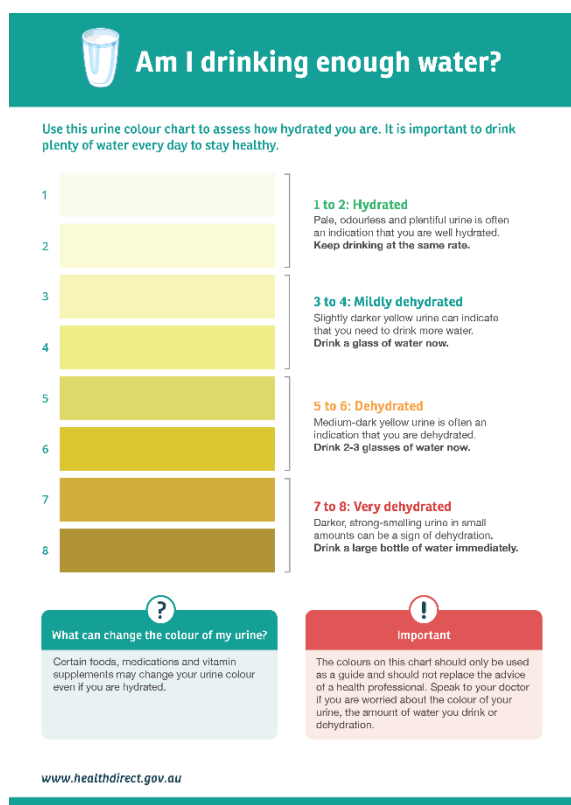 Am I drinking enough water?
Use this urine colour chart to assess how hydrated you are. It is important to drink
plenty of water every day to stay healthy.
1
2
1 to 2: Hydrated
Pale, odourless and plentiful urine is often
an indication that you are well hydrated.
Keep drinking at the same rate.
3
4
3 to 4: Mildly dehydrated
Slightly darker yellow urine can indicate
that you need to drink more water.
Drink a glass of water now.
5
6
5 to 6: Dehydrated
Medium-dark yellow urine is often an
indication that you are dehydrated.
Drink 2-3 glasses of water now.
7
8
7 to 8: Very dehydrated
Darker, strong-smelling urine in small
amounts can be a sign of dehydration.
Drink a large bottle of water immediately.
?
What can change the colour of my urine?
Certain foods, medications and vitamin
supplements may change your urine colour
even if you are hydrated.
!
Important
The colours on this chart should only be used
as a guide and should not replace the advice
of a health professional. Speak to your doctor
if you are worried about the colour of your
urine, the amount of water you drink or
dehydration.
www.healthdirect.gov.au